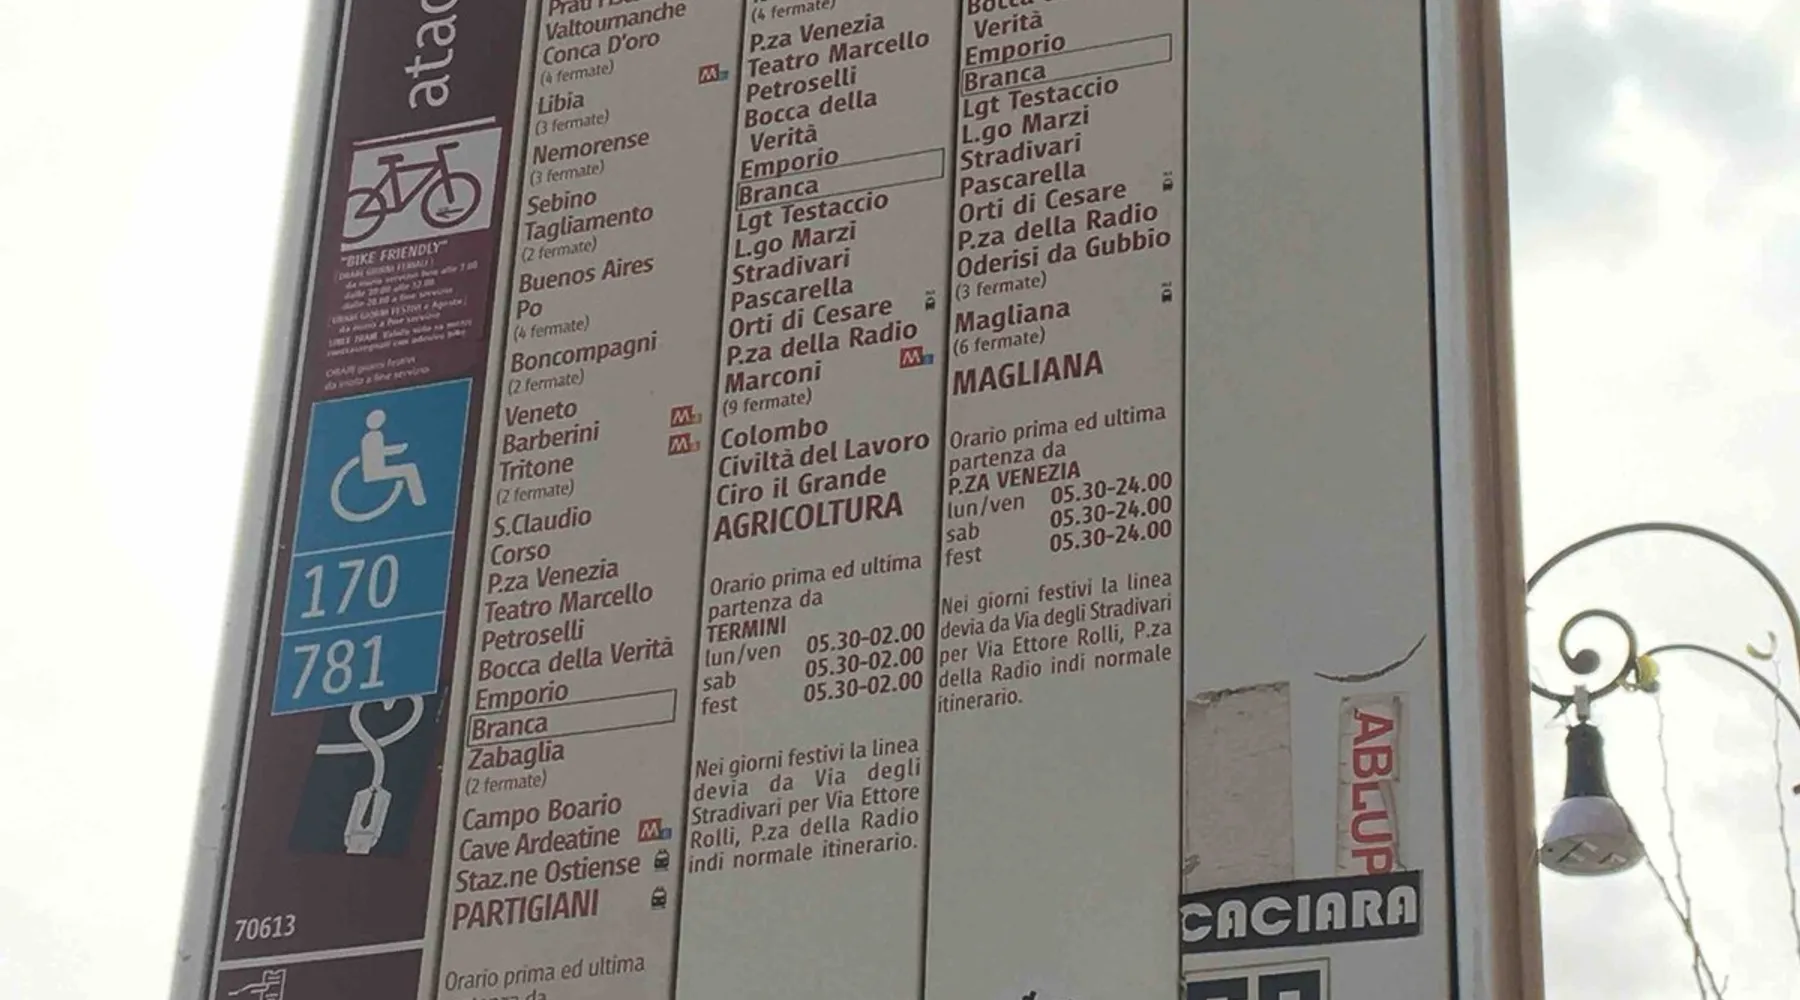 atac
"BIKE FRIENDLY"
170
781
70613
Valtournanche
Conca D'oro
(4 fermate)
Libia
(3 fermate)
Nemorense
(3 fermate)
Sebino
Tagliamento
(2 fermate)
Buenos Aires
Po
(4 fermate)
Boncompagni
(2 fermate)
Veneto
Barberini
Tritone
(2 fermate)
S.Claudio
Corso
P.za Venezia
Teatro Marcello
Petroselli
Bocca della Verità
Emporio
Branca
Zabaglia
(2 fermate)
Campo Boario
Cave Ardeatine
Staz.ne Ostiense
PARTIGIANI
Orario prima ed ultima
(4 fermate)
P.za Venezia
Teatro Marcello
Petroselli
Bocca della
Verità
Emporio
Branca
Lgt Testaccio
L.go Marzi
Stradivari
Pascarella
Orti di Cesare
P.za della Radio
Marconi
(9 fermate)
Colombo
Civiltà del Lavoro
Ciro il Grande
AGRICOLTURA
Orario prima ed ultima
partenza da
TERMINI
lun/ven 05.30-02.00
sab 05.30-02.00
fest 05.30-02.00
Nei giorni festivi la linea
devia da Via degli
Stradivari per Via Ettore
Rolli, P.za della Radio
indi normale itinerario.
Verità
Emporio
Branca
Lgt Testaccio
L.go Marzi
Stradivari
Pascarella
Orti di Cesare
P.za della Radio
Oderisi da Gubbio
(3 fermate)
Magliana
(6 fermate)
MAGLIANA
Orario prima ed ultima
partenza da
P.ZA VENEZIA
lun/ven 05.30-24.00
sab 05.30-24.00
fest 05.30-24.00
Nei giorni festivi la linea
devia da Via degli Stradivari
per Via Ettore Rolli, P.za
della Radio indi normale
itinerario.
ABLUP
CACIARA